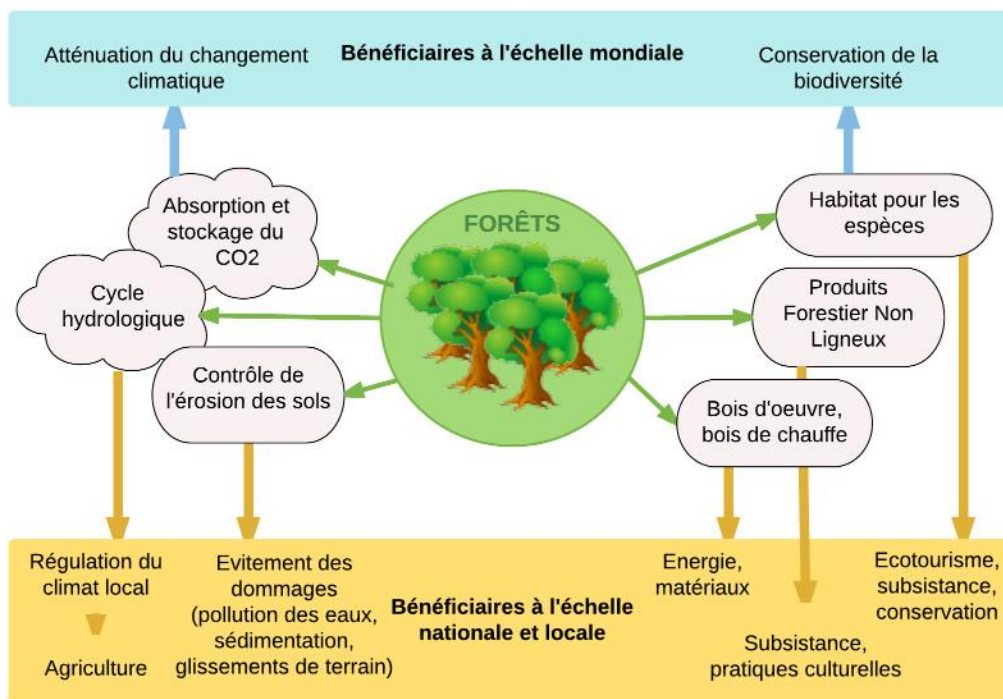 Atténuation du changement
climatique
Bénéficiaires à l'échelle mondiale
Conservation de la
biodiversité
Absorption et
stockage du
CO2
FORÊTS
Habitat pour les
espèces
Cycle
hydrologique
Produits
Forestier Non
Ligneux
Contrôle de
l'érosion des sols
Bois d'oeuvre,
bois de chauffe
Régulation du
climat local
Agriculture
Evitement des
dommages
(pollution des eaux,
sédimentation,
glissements de terrain)
Bénéficiaires à l'échelle
nationale et locale
Energie,
matériaux
Subsistance,
pratiques culturelles
Ecotourisme,
subsistance,
conservation